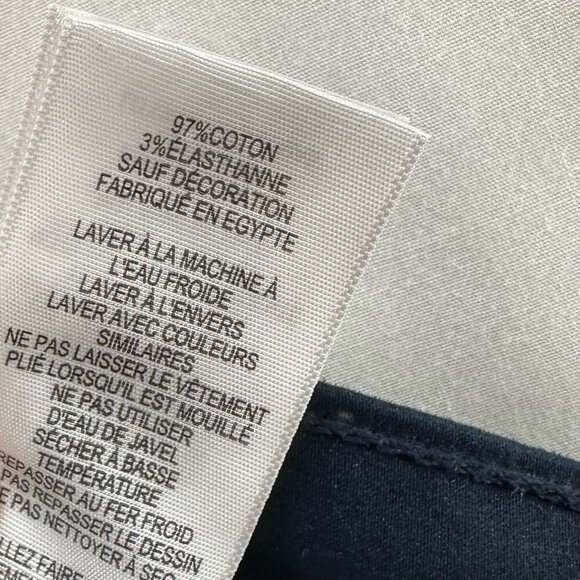 97%COTON
3%ÉLASTHANNE
SAUF DÉCORATION
FABRIQUÉ EN EGYPTE
LAVER À LA MACHINE À
L'EAU FROIDE
LAVER À L'ENVERS
LAVER AVEC COULEURS
SIMILAIRES
NE PAS LAISSER LE VÊTEMENT
PLIÉ LORSQU'IL EST MOUILLÉ
NE PAS UTILISER
D'EAU DE JAVEL
SÉCHER À BASSE
TEMPÉRATURE
REPASSER AU FER FROID
PAS REPASSER LE DESSIN
PAS NETTOYER À SEC